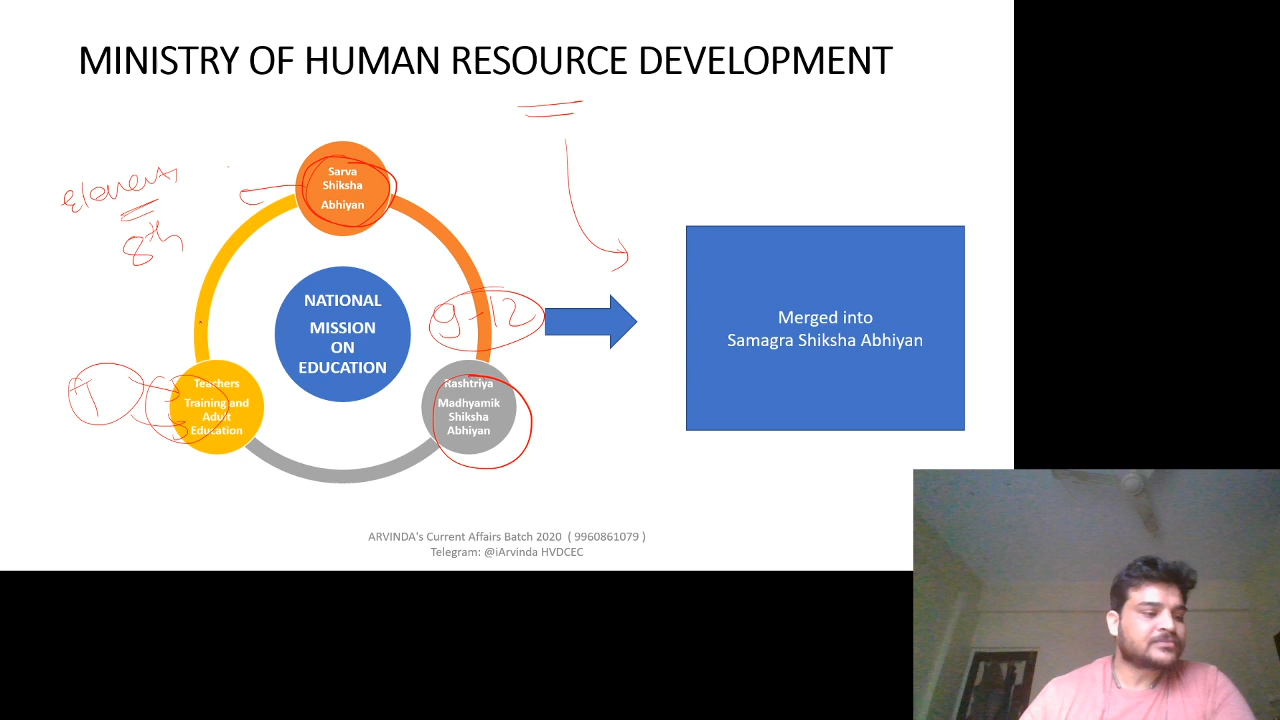 MINISTRY OF HUMAN RESOURCE DEVELOPMENT
Sarva
Shiksha
Abhiyan
8th
NATIONAL
MISSION
ON
EDUCATION
9-12
Merged into
Samagra Shiksha Abhiyan
T
Teachers
Training and
Adult
Education
Rashtriya
Madhyamik
Shiksha
Abhiyan
ARVINDA's Current Affairs Batch 2020 ( 9960861079 )
Telegram: @iArvinda HVDCEC